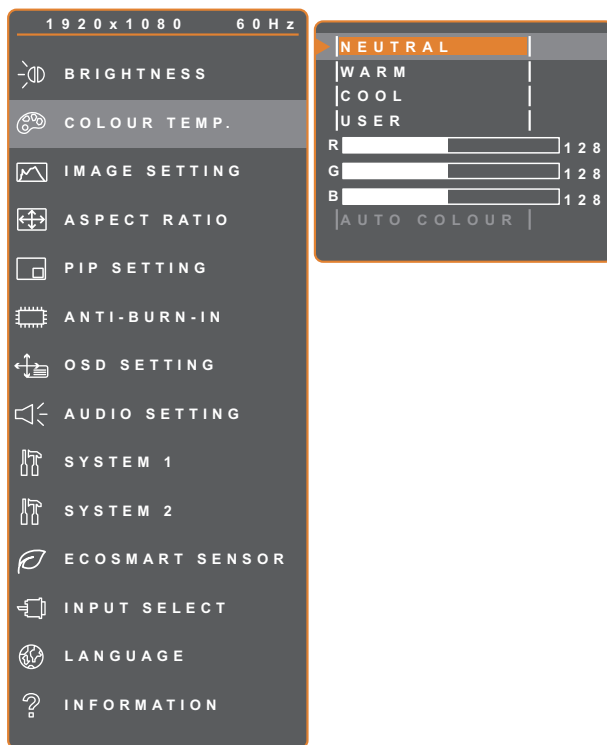 1920x1080 60Hz
BRIGHTNESS
COLOUR TEMP.
IMAGE SETTING
ASPECT RATIO
PIP SETTING
ANTI-BURN-IN
OSD SETTING
AUDIO SETTING
SYSTEM 1
SYSTEM 2
ECOSMART SENSOR
INPUT SELECT
LANGUAGE
INFORMATION
NEUTRAL
WARM
COOL
USER
R 128
G 128
B 128
AUTO COLOUR